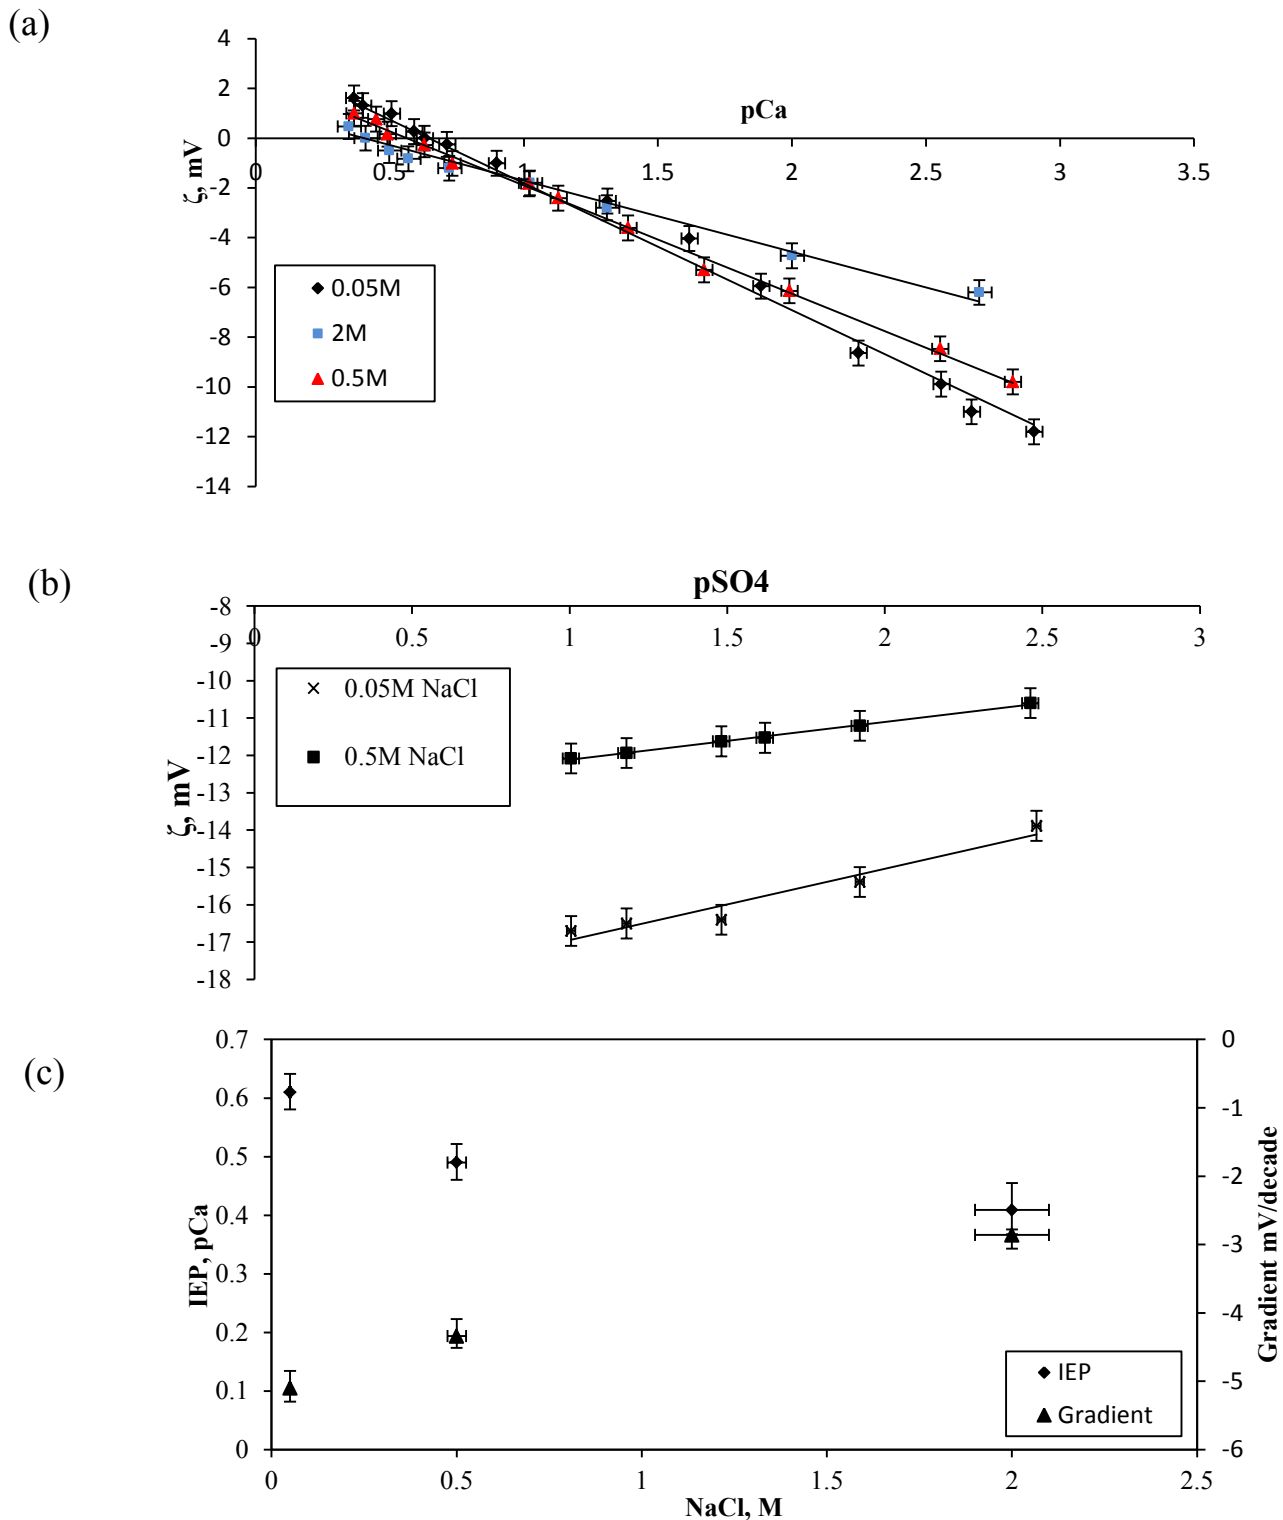 (a)
4
2
0
-2
-4
-6
-8
-10
-12
-14
ζ, mV
pCa
0 0.5 1 1.5 2 2.5 3 3.5
0.05M
2M
0.5M
(b)
pSO4
-8
-9
-10
-11
-12
-13
-14
-15
-16
-17
-18
ζ, mV
0 0.5 1 1.5 2 2.5 3
0.05M NaCl
0.5M NaCl
(c)
0.7
0.6
0.5
0.4
0.3
0.2
0.1
0
IEP, pCa
0
-1
-2
-3
-4
-5
-6
Gradient mV/decade
IEP
Gradient
0 0.5 1 1.5 2 2.5
NaCl, M